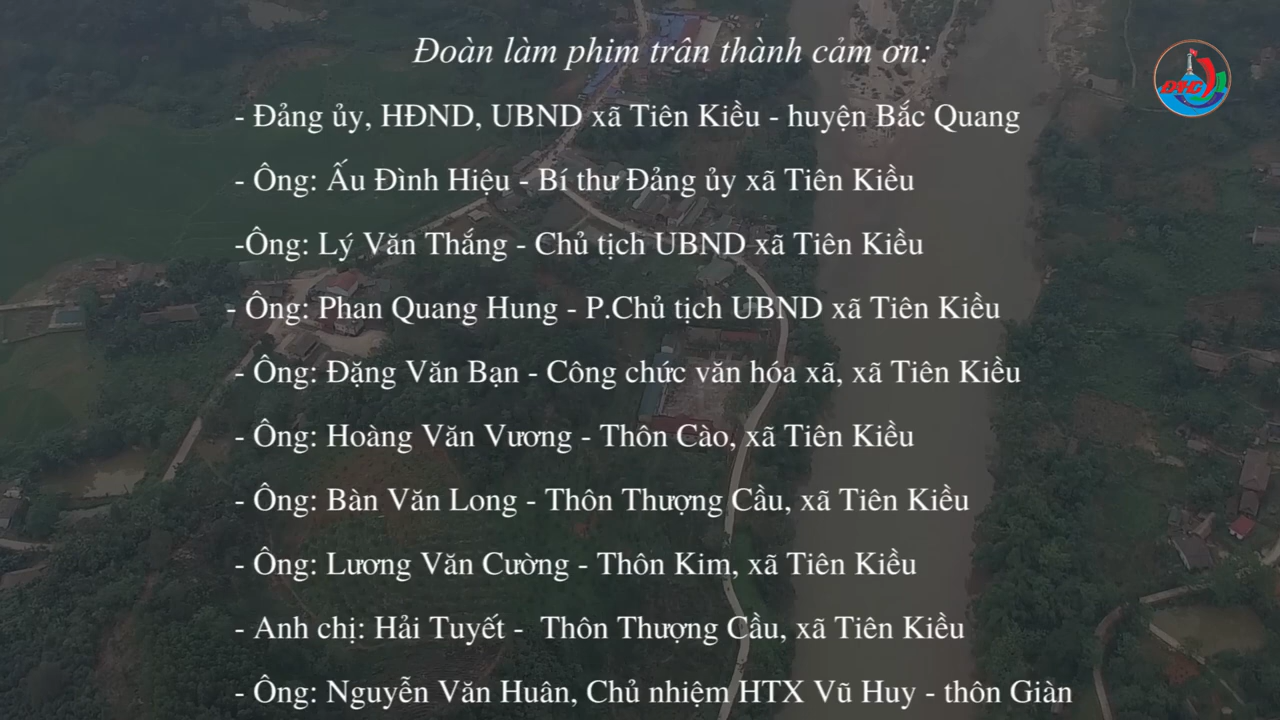 Đoàn làm phim trân thành cảm ơn:
- Đảng ủy, HĐND, UBND xã Tiên Kiều - huyện Bắc Quang
- Ông: Ấu Đình Hiệu - Bí thư Đảng ủy xã Tiên Kiều
-Ông: Lý Văn Thắng - Chủ tịch UBND xã Tiên Kiều
- Ông: Phan Quang Hung - P.Chủ tịch UBND xã Tiên Kiều
- Ông: Đặng Văn Bạn - Công chức văn hóa xã, xã Tiên Kiều
- Ông: Hoàng Văn Vương - Thôn Cào, xã Tiên Kiều
- Ông: Bàn Văn Long - Thôn Thượng Cầu, xã Tiên Kiều
- Ông: Lương Văn Cường - Thôn Kim, xã Tiên Kiều
- Anh chị: Hải Tuyết - Thôn Thượng Cầu, xã Tiên Kiều
- Ông: Nguyễn Văn Huân, Chủ nhiệm HTX Vũ Huy - thôn Giàn